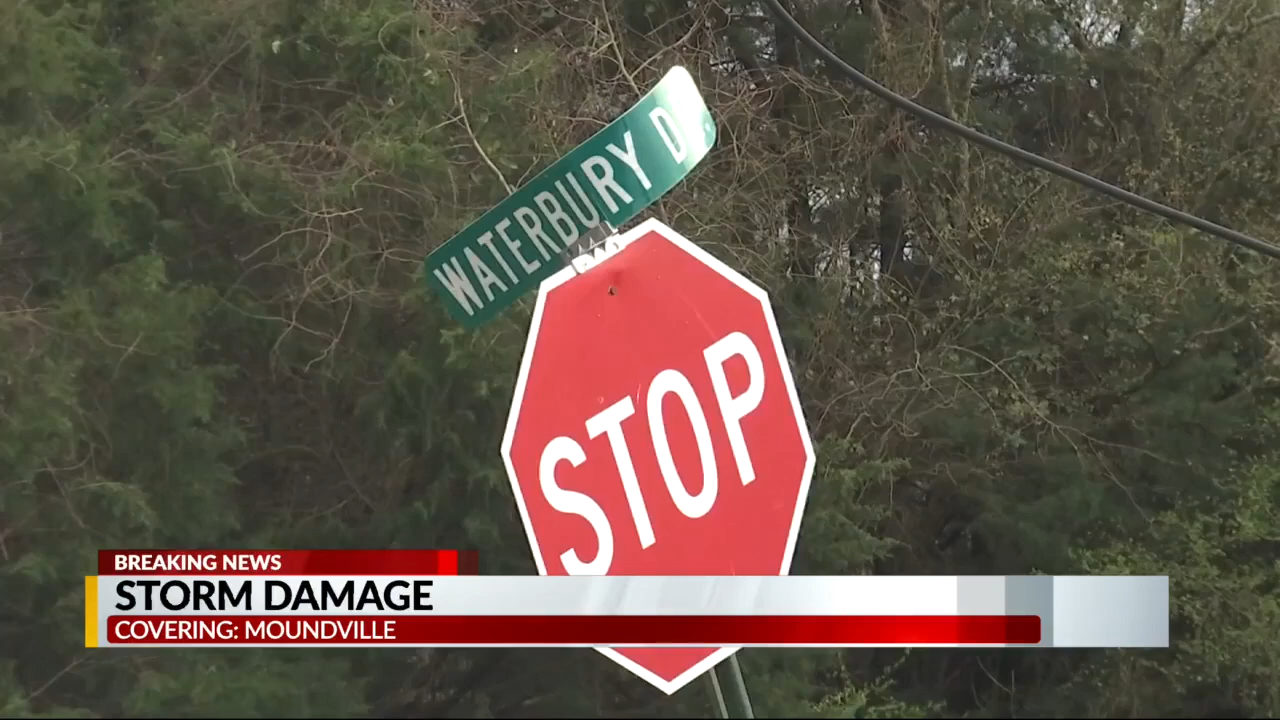 WATERBURY D
STOP
BREAKING NEWS
STORM DAMAGE
COVERING: MOUNDVILLE